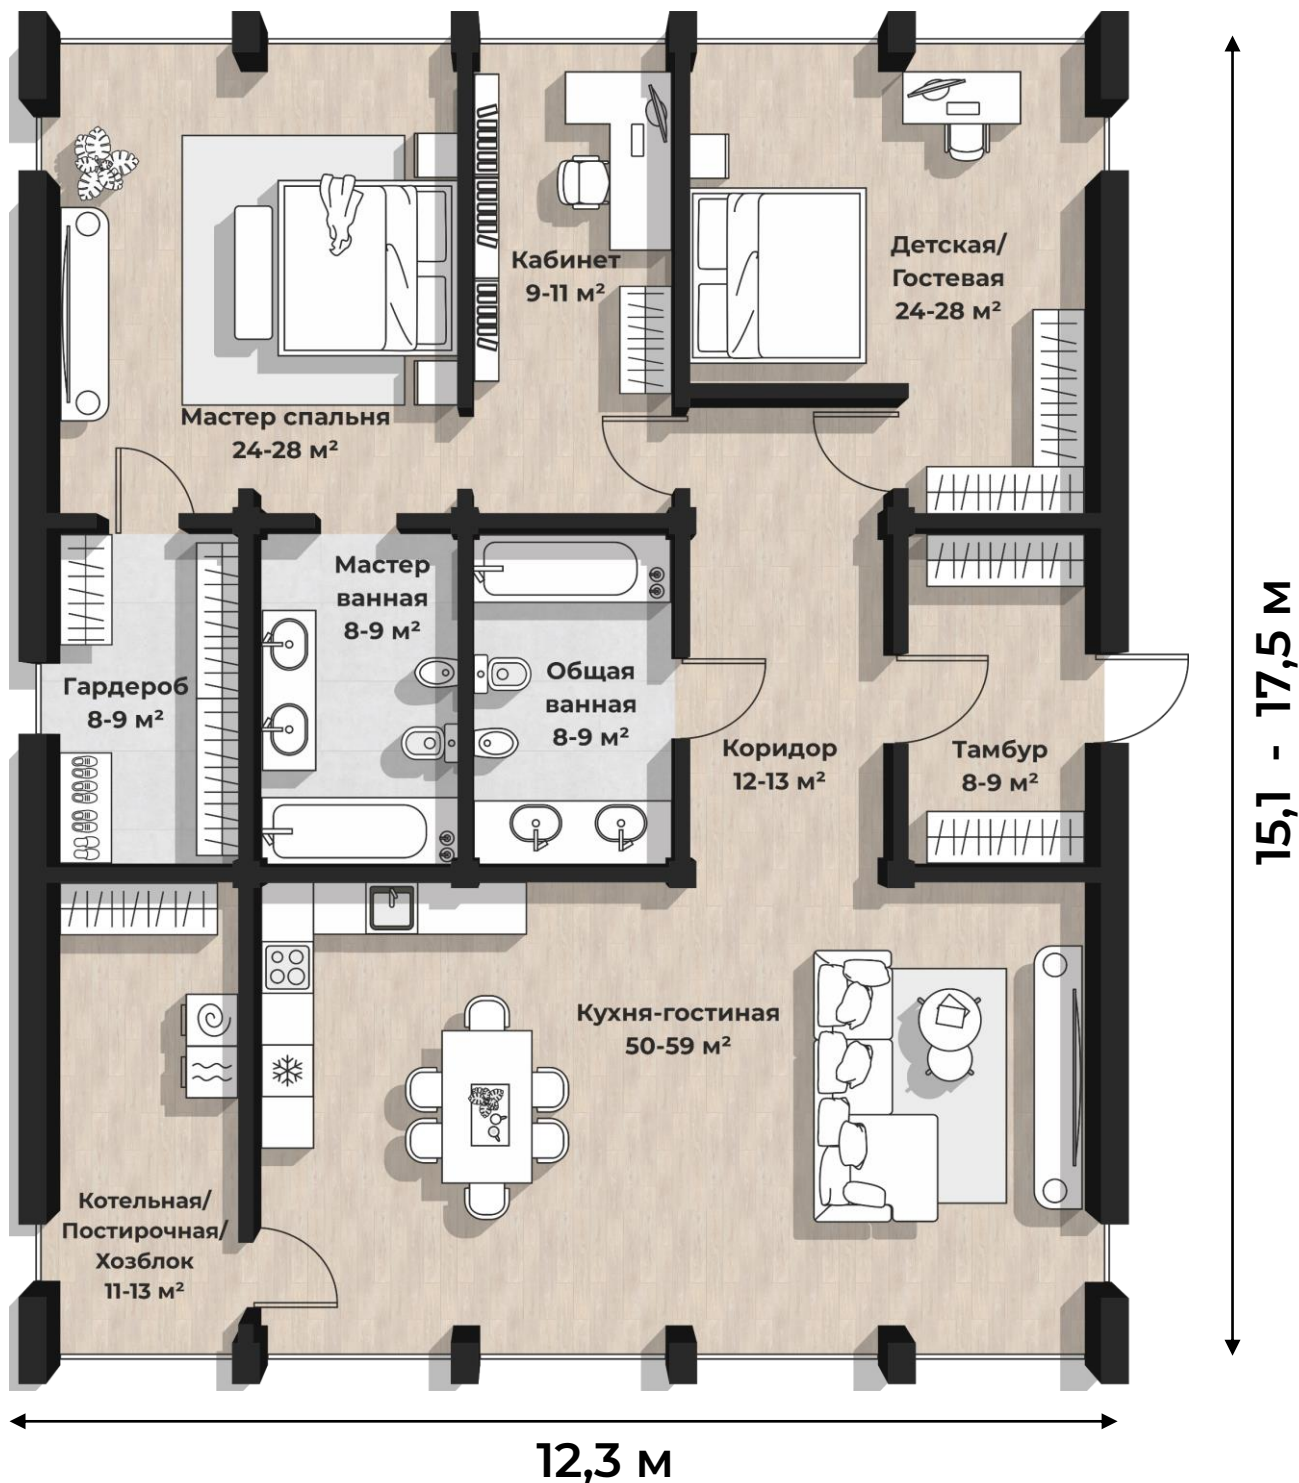 Кабинет
9-11 м²
Детская/
Гостевая
24-28 м²
Мастер спальня
24-28 м²
Мастер
ванная
8-9 м²
Общая
ванная
8-9 м²
Гардероб
8-9 м²
Коридор
12-13 м²
Тамбур
8-9 м²
15,1 - 17,5 м
Кухня-гостиная
50-59 м²
Котельная/
Постирочная/
Хозблок
11-13 м²
12,3 м